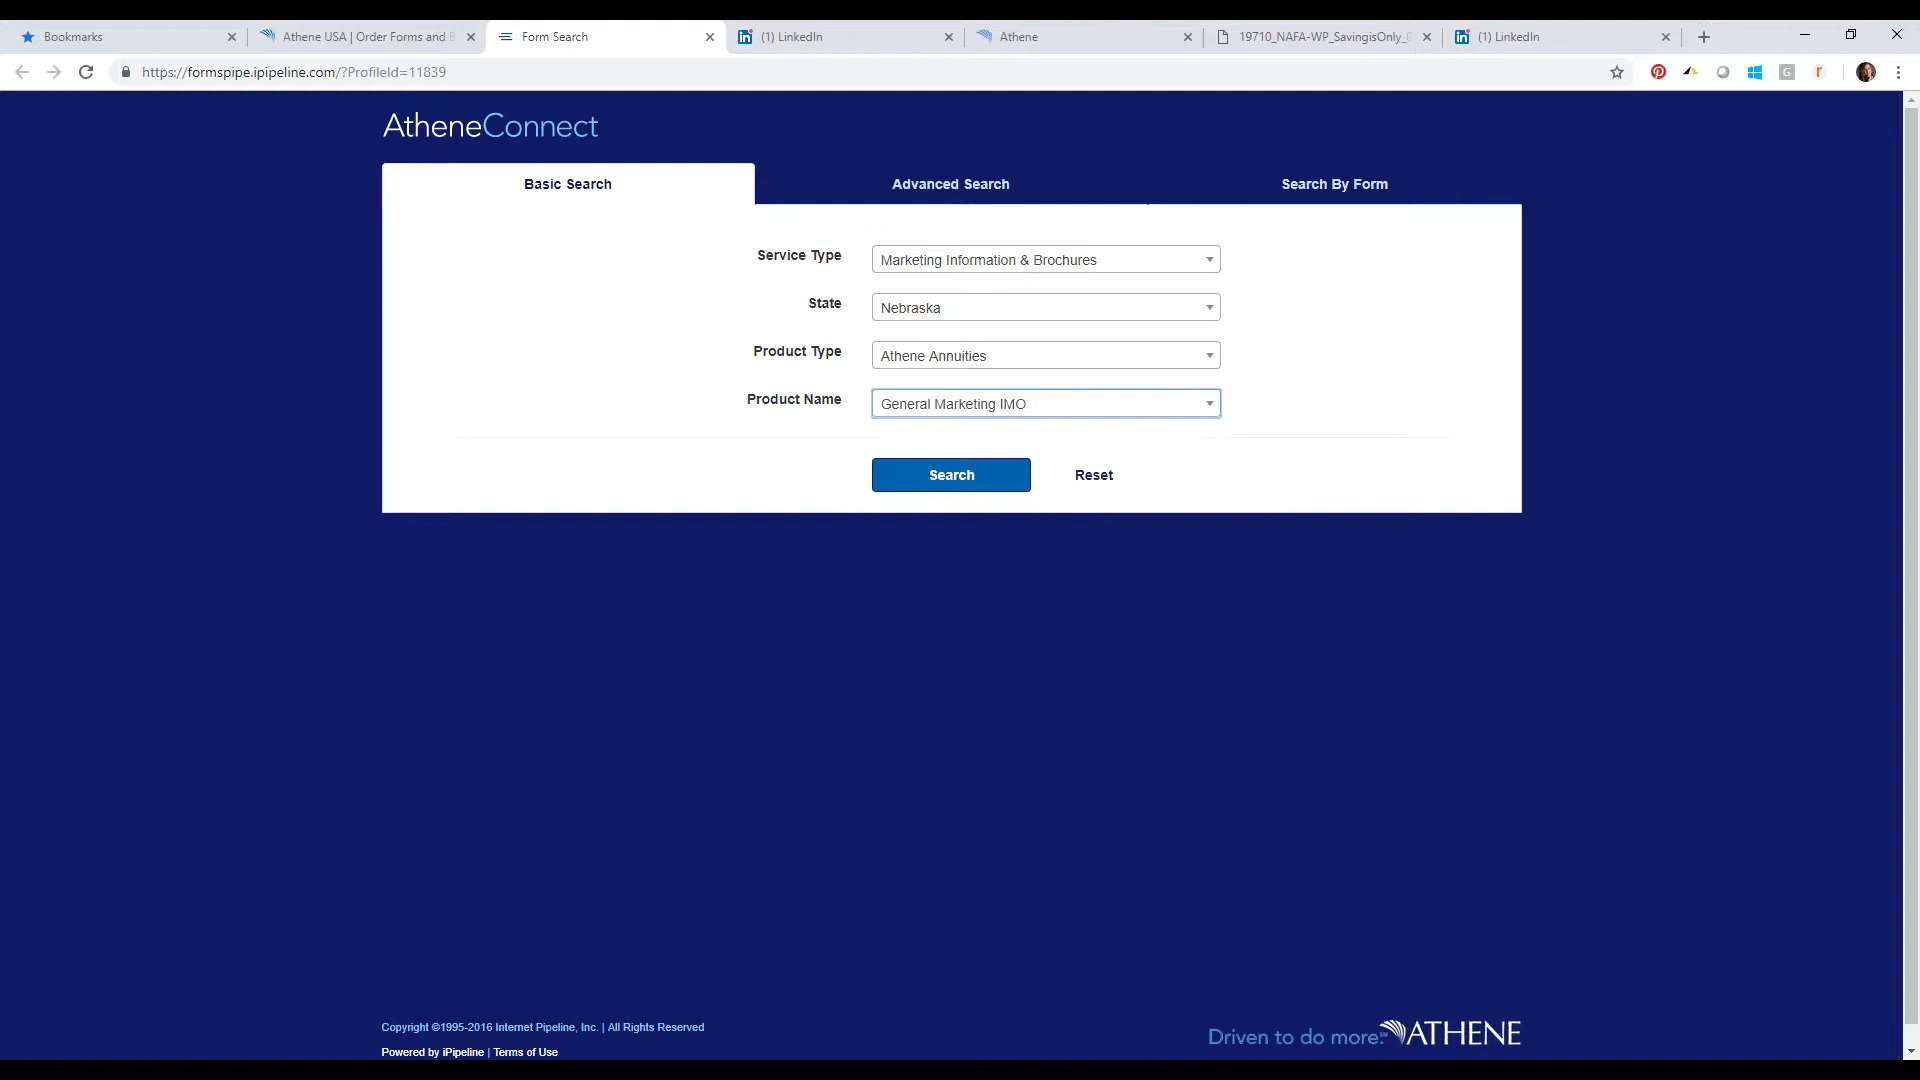 Bookmarks
Athene USA | Order Forms and B
Form Search
(1) LinkedIn
Athene
19710_NAFA-WP_SavingisOnly_
(1) LinkedIn
https://formspipe.ipipeline.com/?ProfileId=11839
AtheneConnect
Basic Search
Advanced Search
Search By Form
Service Type
Marketing Information & Brochures
State
Nebraska
Product Type
Athene Annuities
Product Name
General Marketing IMO
Search
Reset
Copyright ©1995-2016 Internet Pipeline, Inc. | All Rights Reserved
Powered by iPipeline | Terms of Use
Driven to do more.℠ ATHENE